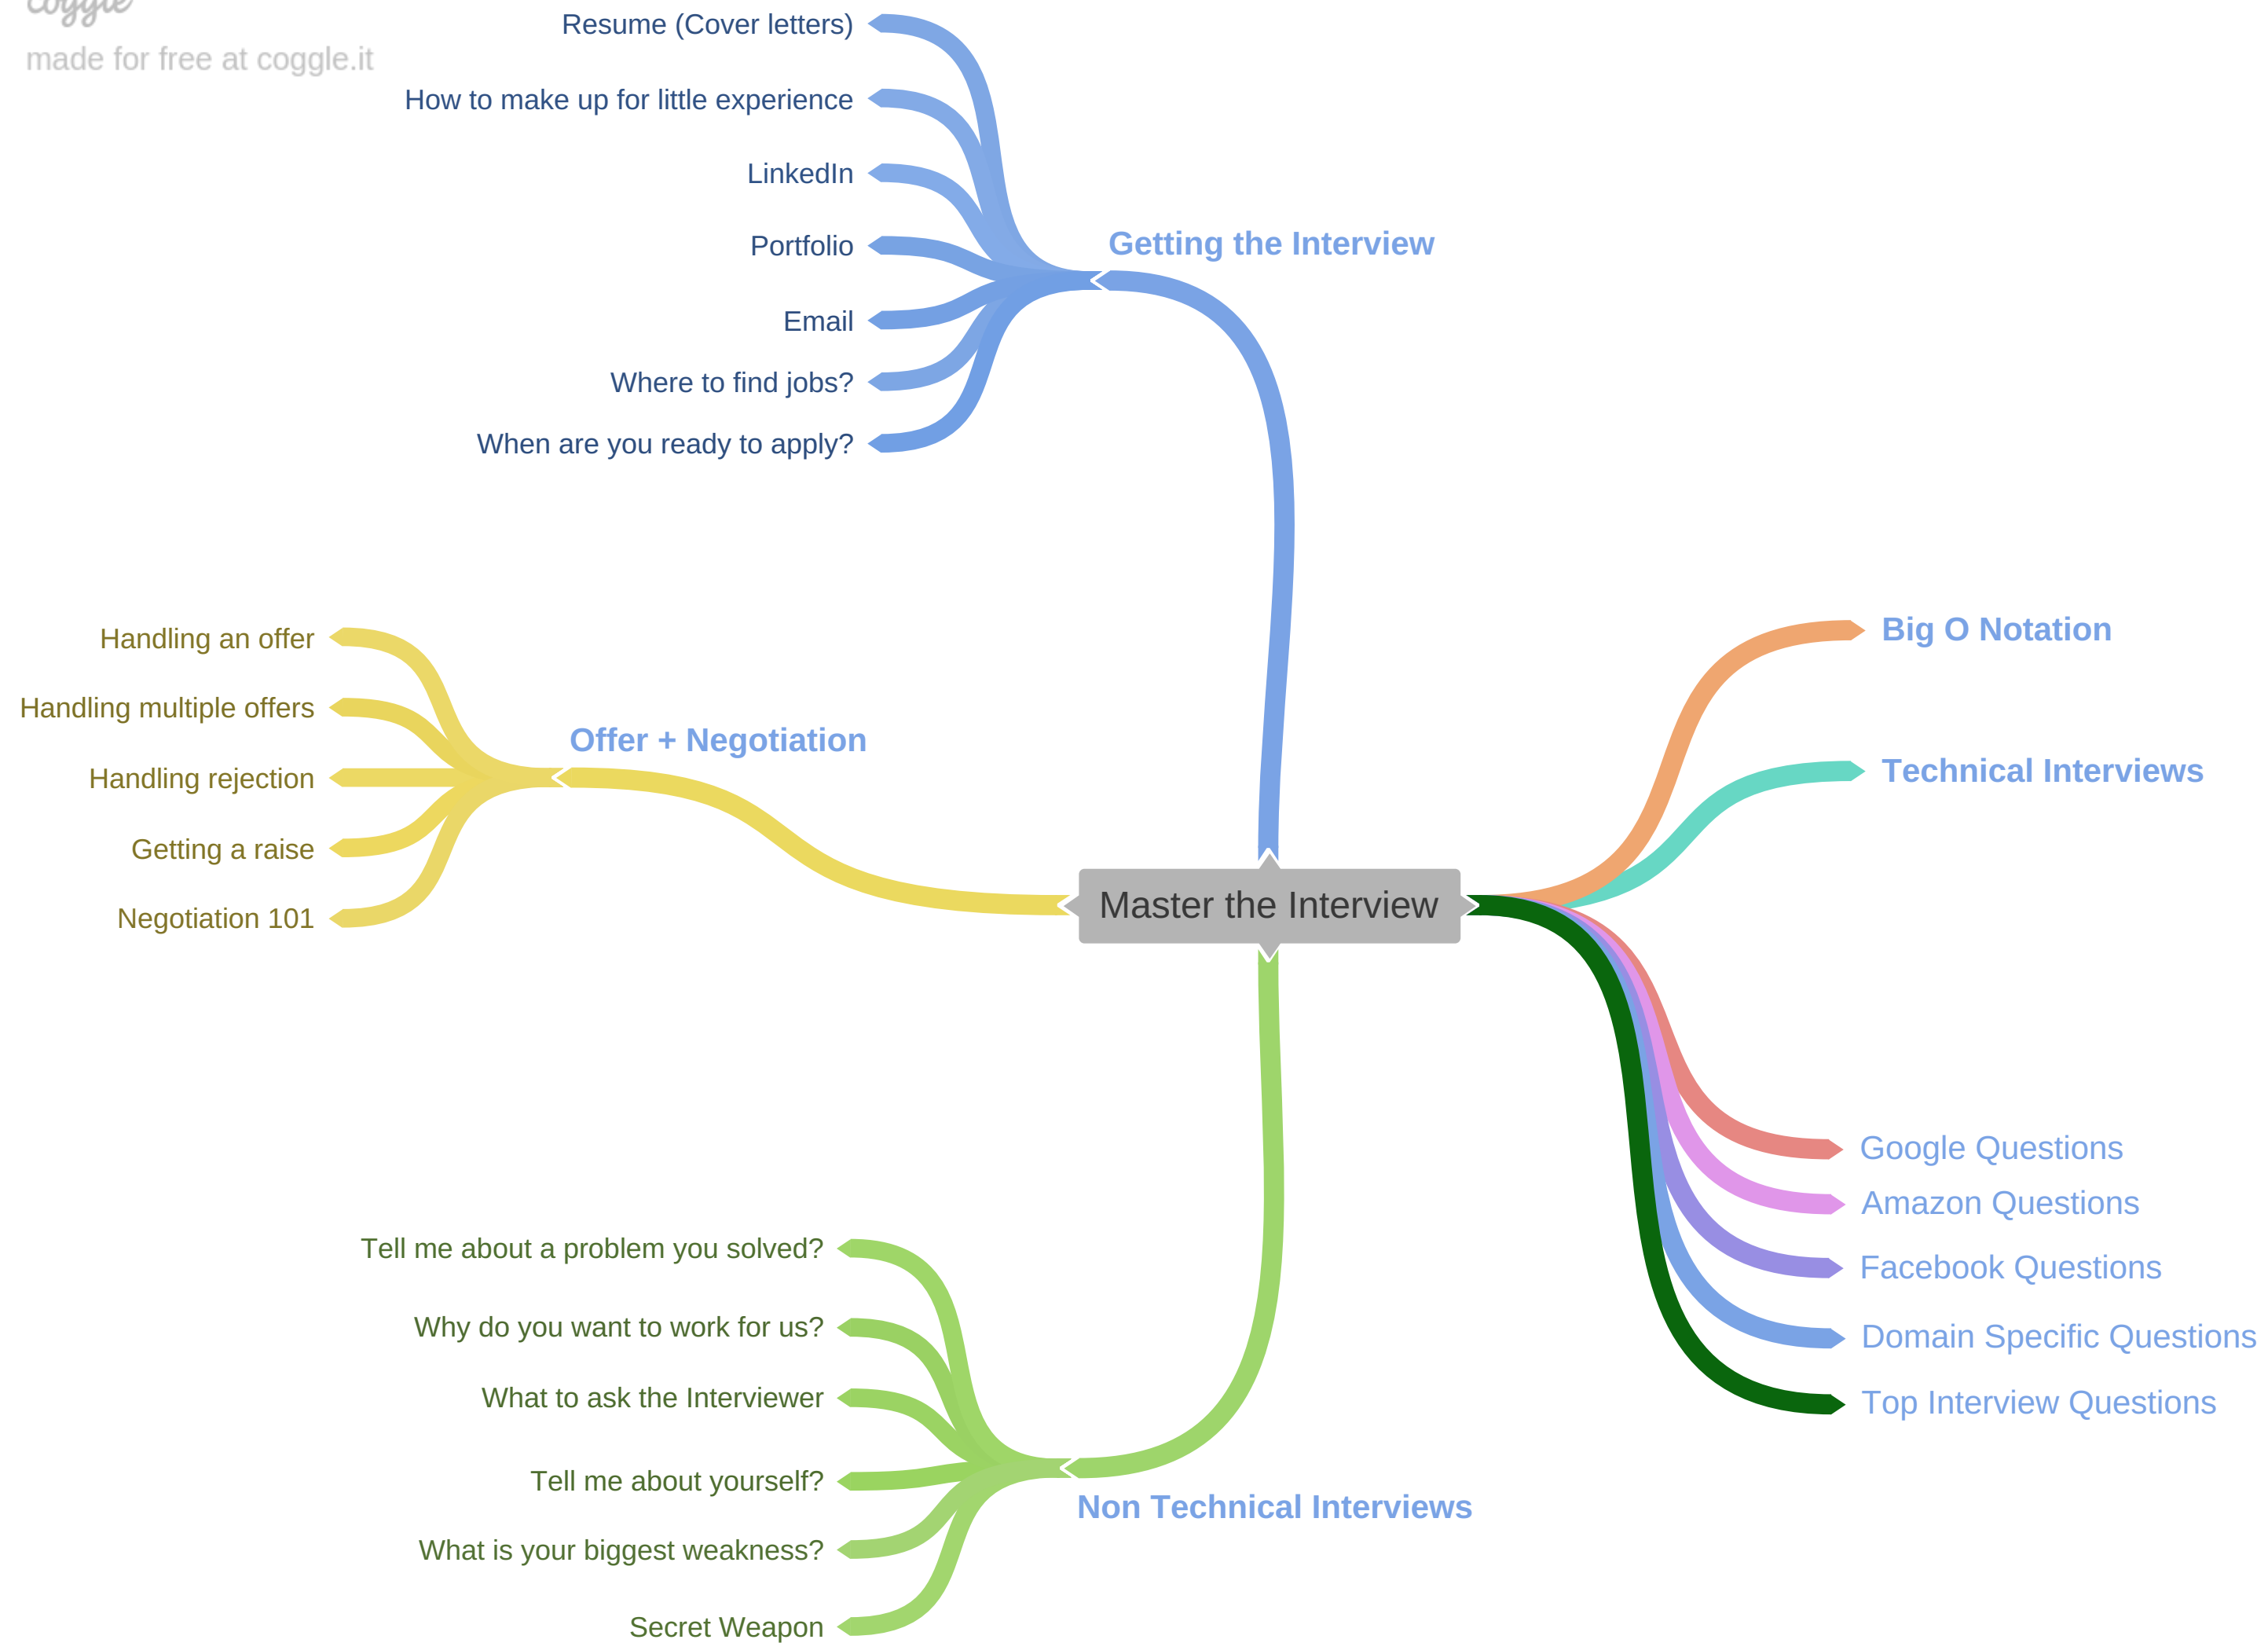 coggle
made for free at coggle.it
Resume (Cover letters)
How to make up for little experience
LinkedIn
Portfolio
Email
Where to find jobs?
When are you ready to apply?
Getting the Interview
Handling an offer
Handling multiple offers
Handling rejection
Getting a raise
Negotiation 101
Offer + Negotiation
Master the Interview
Big O Notation
Technical Interviews
Google Questions
Amazon Questions
Facebook Questions
Domain Specific Questions
Top Interview Questions
Tell me about a problem you solved?
Why do you want to work for us?
What to ask the Interviewer
Tell me about yourself?
What is your biggest weakness?
Secret Weapon
Non Technical Interviews